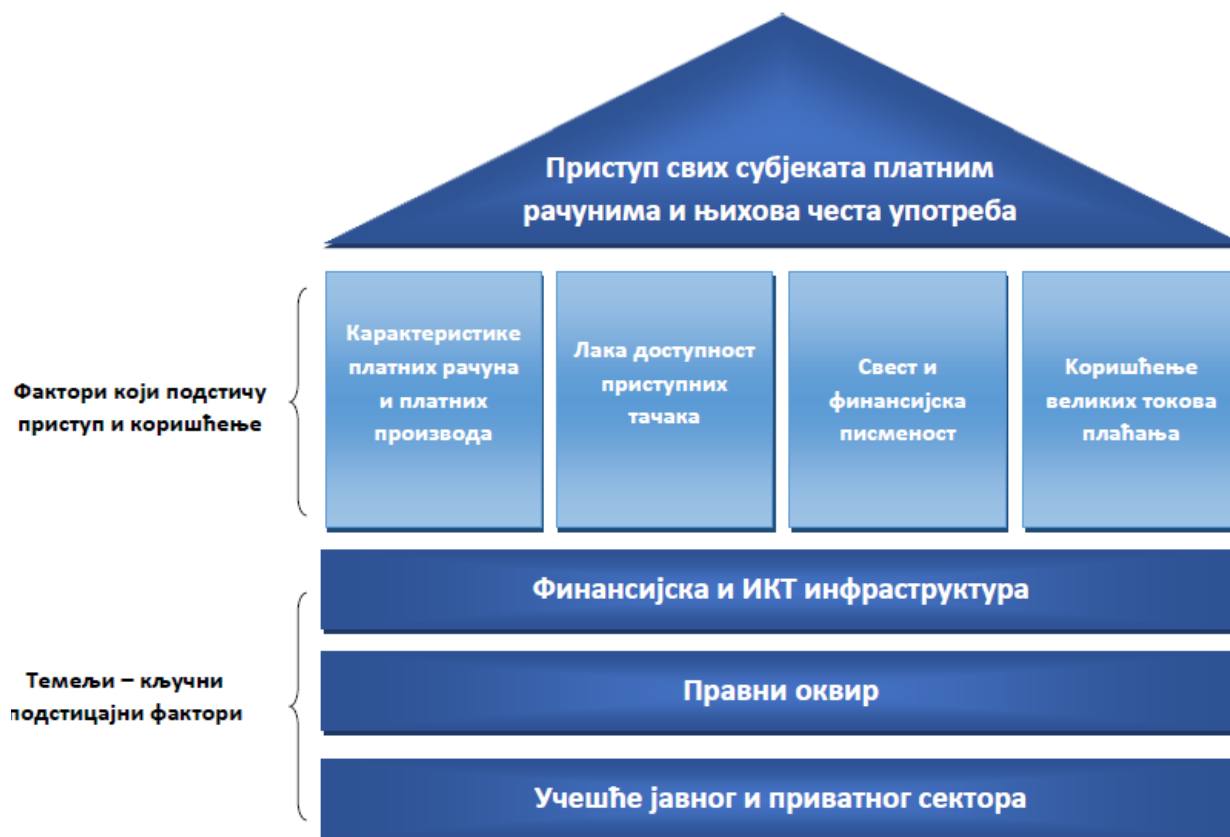 Приступ свих субјеката платним
рачунима и њихова честа употреба
Фактори који подстичу
приступ и коришћење
Карактеристике
платних рачуна
и платних
производа
Лака доступност
приступних
тачака
Свест и
финансијска
писменост
Коришћење
великих токова
плаћања
Темељи – кључни
подстицајни фактори
Финансијска и ИКТ инфраструктура
Правни оквир
Учешће јавног и приватног сектора